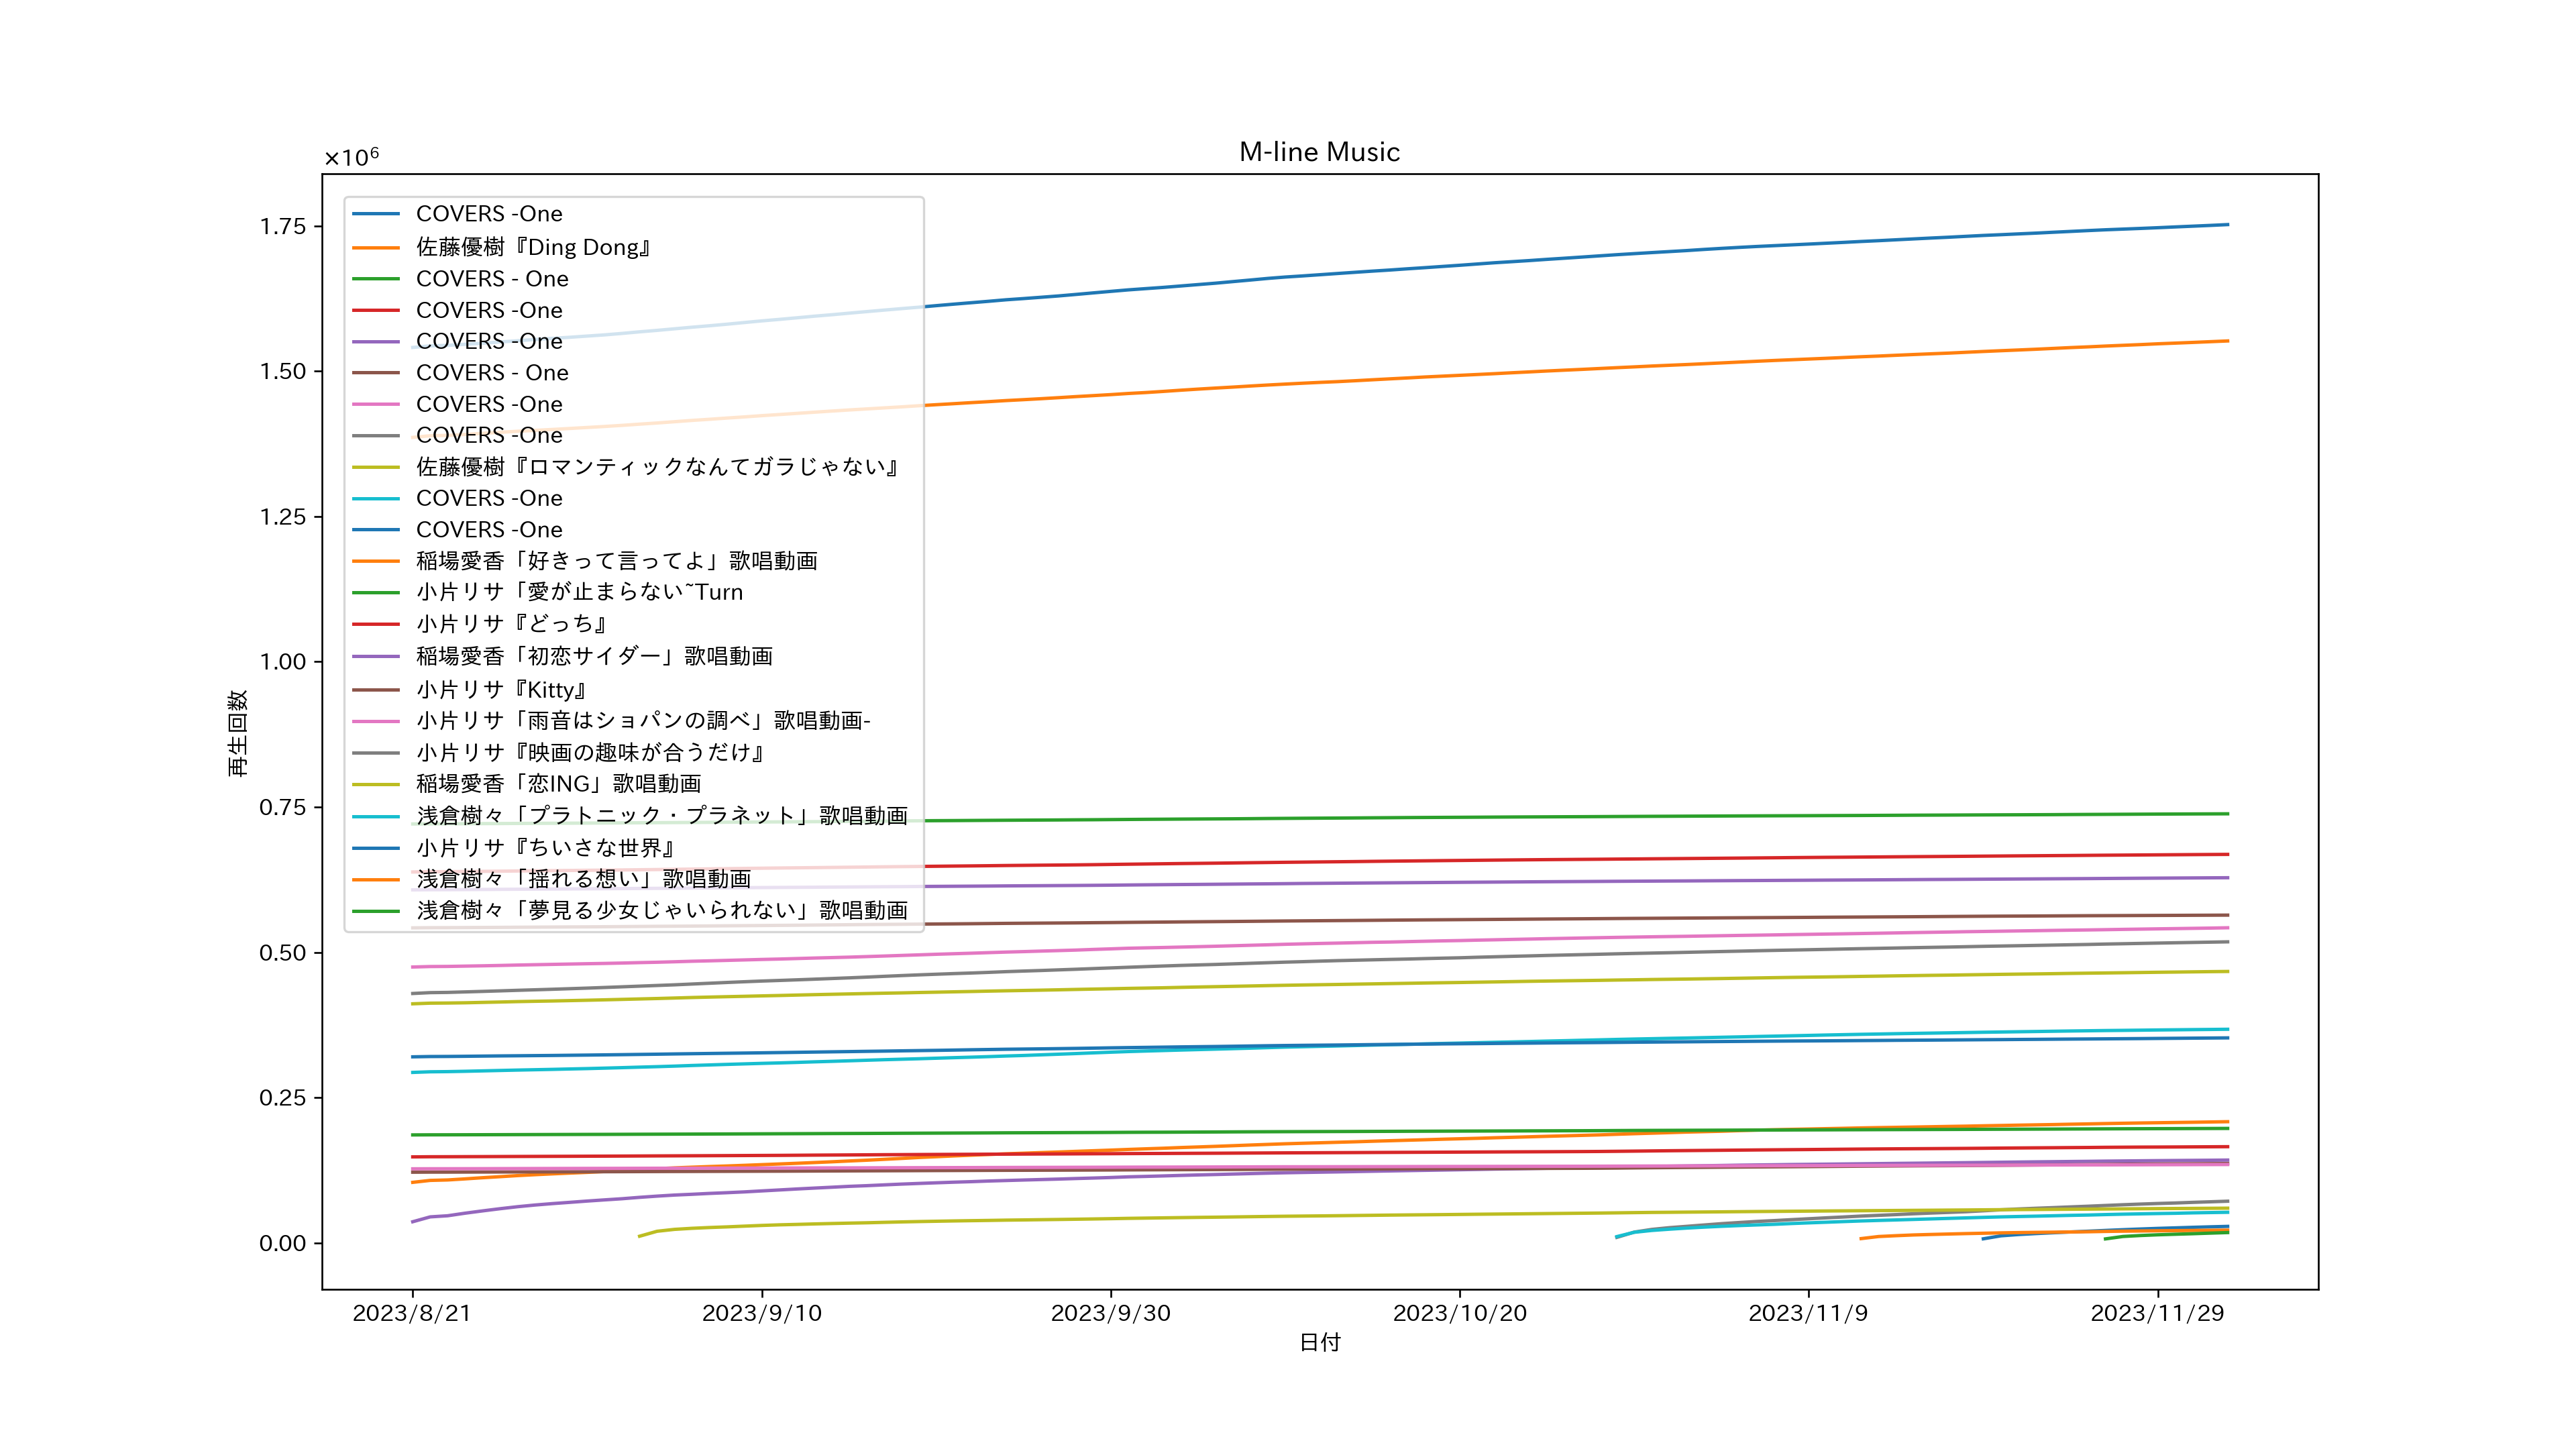 M-line Music
×10⁶
1.75
1.50
1.25
1.00
0.75
0.50
0.25
0.00
再生回数
COVERS -One
佐藤優樹『Ding Dong』
COVERS - One
COVERS -One
COVERS -One
COVERS - One
COVERS -One
COVERS -One
佐藤優樹『ロマンティックなんてガラじゃない』
COVERS -One
COVERS -One
稲場愛香「好きって言ってよ」歌唱動画
小片リサ「愛が止まらない~Turn
小片リサ『どっち』
稲場愛香「初恋サイダー」歌唱動画
小片リサ『Kitty』
小片リサ「雨音はショパンの調べ」歌唱動画-
小片リサ『映画の趣味が合うだけ』
稲場愛香「恋ING」歌唱動画
浅倉樹々「プラトニック・プラネット」歌唱動画
小片リサ『ちいさな世界』
浅倉樹々「揺れる想い」歌唱動画
浅倉樹々「夢見る少女じゃいられない」歌唱動画
2023/8/21 2023/9/10 2023/9/30 2023/10/20 2023/11/9 2023/11/29
日付